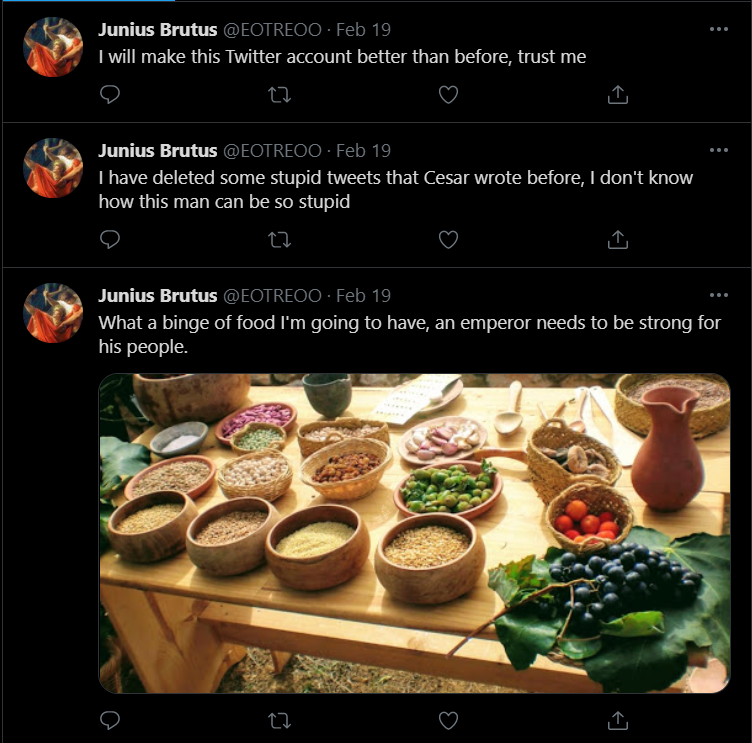 Junius Brutus @EOTREOO · Feb 19
I will make this Twitter account better than before, trust me
Junius Brutus @EOTREOO · Feb 19
I have deleted some stupid tweets that Cesar wrote before, I don't know
how this man can be so stupid
Junius Brutus @EOTREOO · Feb 19
What a binge of food I'm going to have, an emperor needs to be strong for
his people.